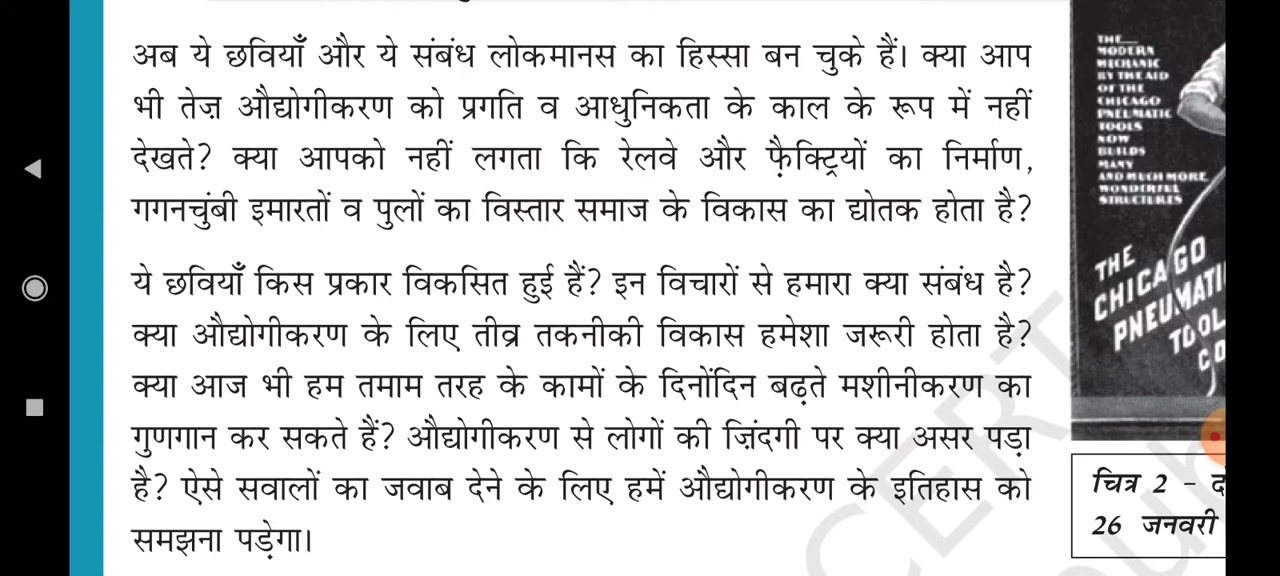 अब ये छवियाँ और ये संबंध लोकमानस का हिस्सा बन चुके हैं। क्या आप
भी तेज़ औद्योगीकरण को प्रगति व आधुनिकता के काल के रूप में नहीं
देखते? क्या आपको नहीं लगता कि रेलवे और फ़ैक्ट्रियों का निर्माण,
गगनचुंबी इमारतों व पुलों का विस्तार समाज के विकास का द्योतक होता है?
ये छवियाँ किस प्रकार विकसित हुई हैं? इन विचारों से हमारा क्या संबंध है?
क्या औद्योगीकरण के लिए तीव्र तकनीकी विकास हमेशा जरूरी होता है?
क्या आज भी हम तमाम तरह के कामों के दिनोंदिन बढ़ते मशीनीकरण का
गुणगान कर सकते हैं? औद्योगीकरण से लोगों की ज़िंदगी पर क्या असर पड़ा
है? ऐसे सवालों का जवाब देने के लिए हमें औद्योगीकरण के इतिहास को
समझना पड़ेगा।
THE
MODERN
MECHANIC
BY THE AID
OF THE
CHICAGO
PNEUMATIC
TOOLS
NOW
BUILDS
MANY
AND MUCH MORE
WONDERFUL
STRUCTURES
THE
CHICAGO
PNEUMATI
TOOL
CO
चित्र 2 –
26 जनवरी
CERT